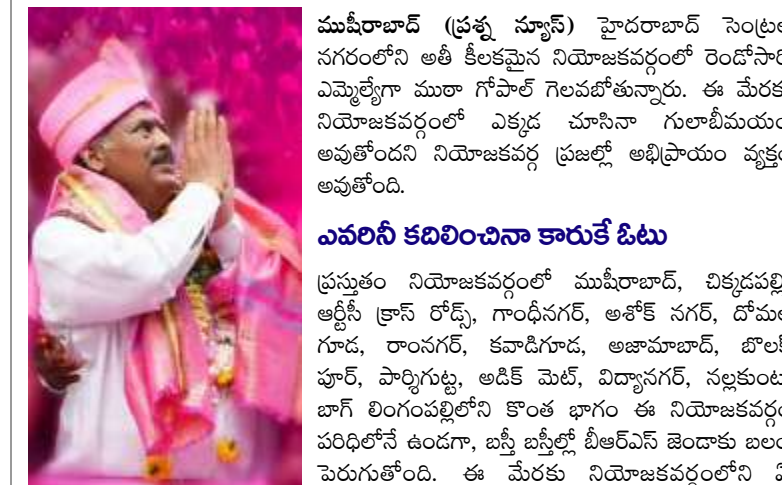 ముషీరాబాద్ (ప్రశ్న న్యూస్) హైదరాబాద్ సెంట్రల్
నగరంలోని అతీ కీలకమైన నియోజకవర్గంలో రెండోసారి
ఎమ్మెల్యేగా ముఠా గోపాల్ గెలవబోతున్నారు. ఈ మేరకు
నియోజకవర్గంలో ఎక్కడ చూసినా గులాబీమయం
అవుతోందని నియోజకవర్గ ప్రజల్లో అభిప్రాయం వ్యక్తం
అవుతోంది.
ఎవరినీ కదిలించినా కారుకే ఓటు
ప్రస్తుతం నియోజకవర్గంలో ముషీరాబాద్, చిక్కడపల్లి,
ఆర్టీసీ క్రాస్ రోడ్స్, గాంధీనగర్, అశోక్ నగర్, దోమల
గూడ, రాంనగర్, కవాడిగూడ, అజామాబాద్, బొలక్
పూర్, పార్శిగుట్ట, అడిక్ మెట్, విద్యానగర్, నల్లకుంట,
బాగ్ లింగంపల్లిలోని కొంత భాగం ఈ నియోజకవర్గం
పరిధిలోనే ఉండగా, బస్తీ బస్తీల్లో బీఆర్ఎస్ జెండాకు బలం
పెరుగుతోంది. ఈ మేరకు నియోజకవర్గంలోని